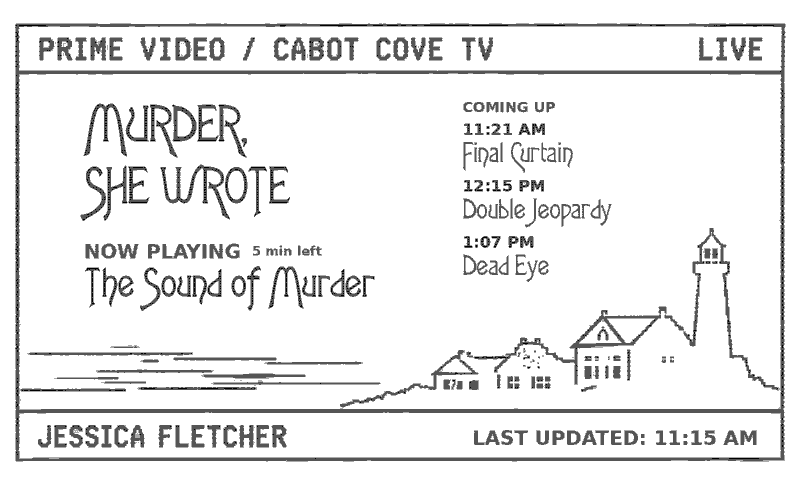 PRIME VIDEO / CABOT COVE TV
LIVE
MURDER,
SHE WROTE
NOW PLAYING 5 min left
The Sound of Murder
COMING UP
11:21 AM
Final Curtain
12:15 PM
Double Jeopardy
1:07 PM
Dead Eye
JESSICA FLETCHER
LAST UPDATED: 11:15 AM